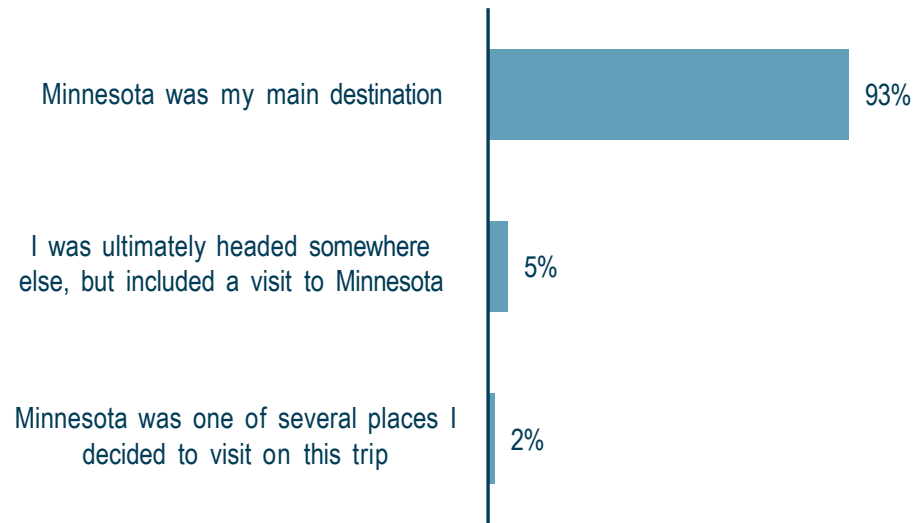 Minnesota was my main destination
93%
I was ultimately headed somewhere
else, but included a visit to Minnesota
5%
Minnesota was one of several places I
decided to visit on this trip
2%